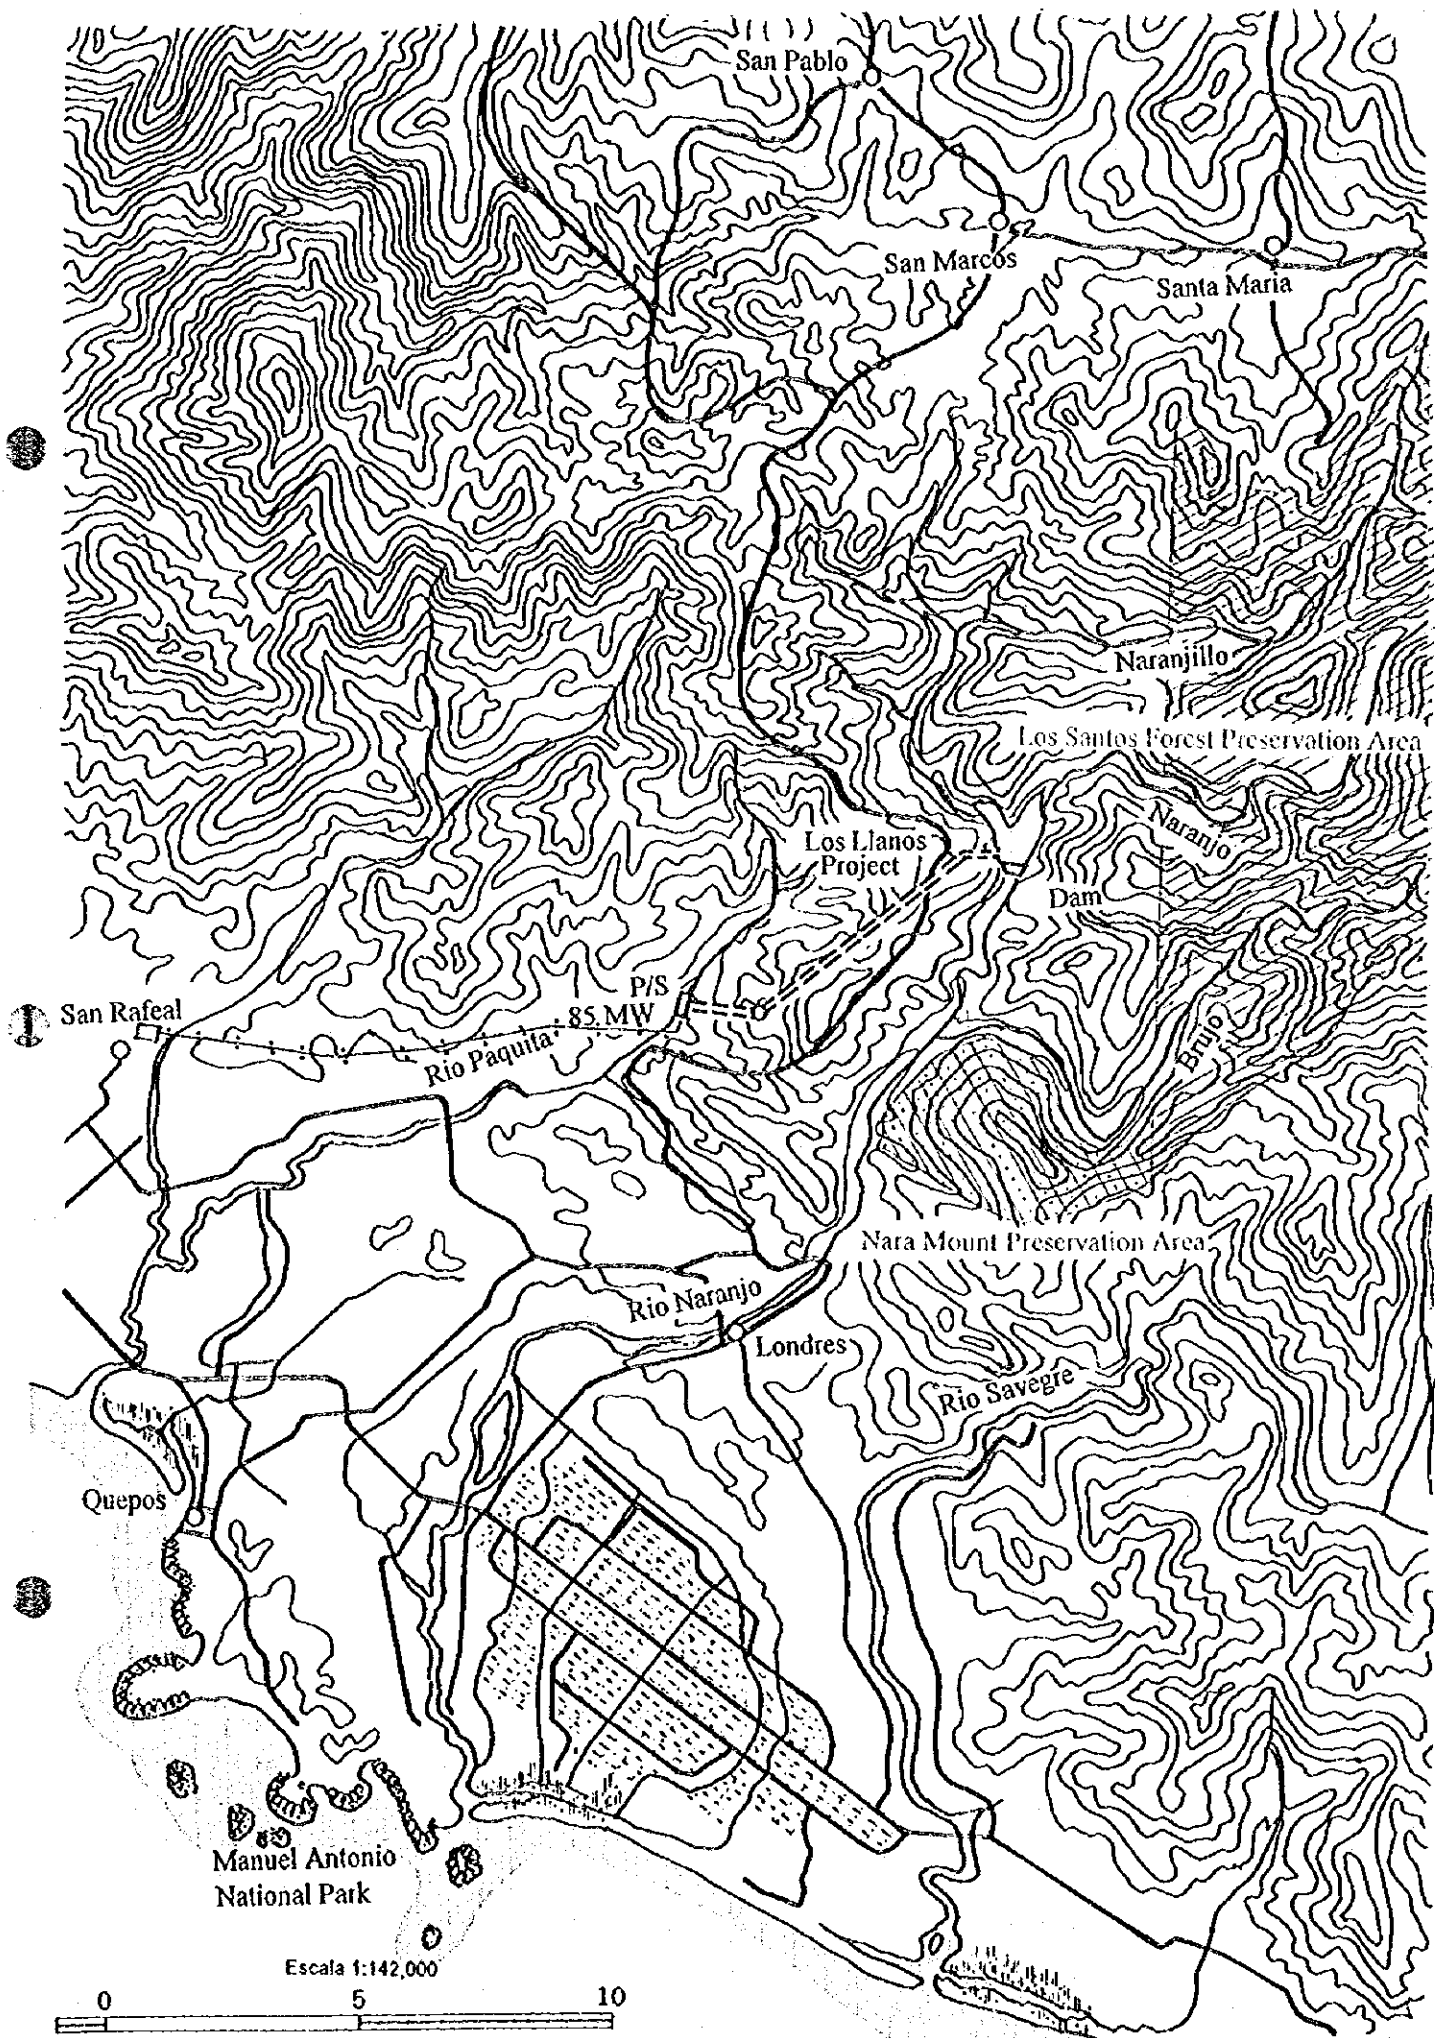 San Pablo
San Marcos
Santa Maria
Naranjillo
Los Santos Forest Preservation Area
Naranjo
Los Llanos
Project
Dam
P/S
85 MW
San Rafeal
Rio Paquita
Brujo
Nara Mount Preservation Area
Rio Naranjo
Londres
Rio Savegre
Quepos
Manuel Antonio
National Park
Escala 1:142,000
0 5 10